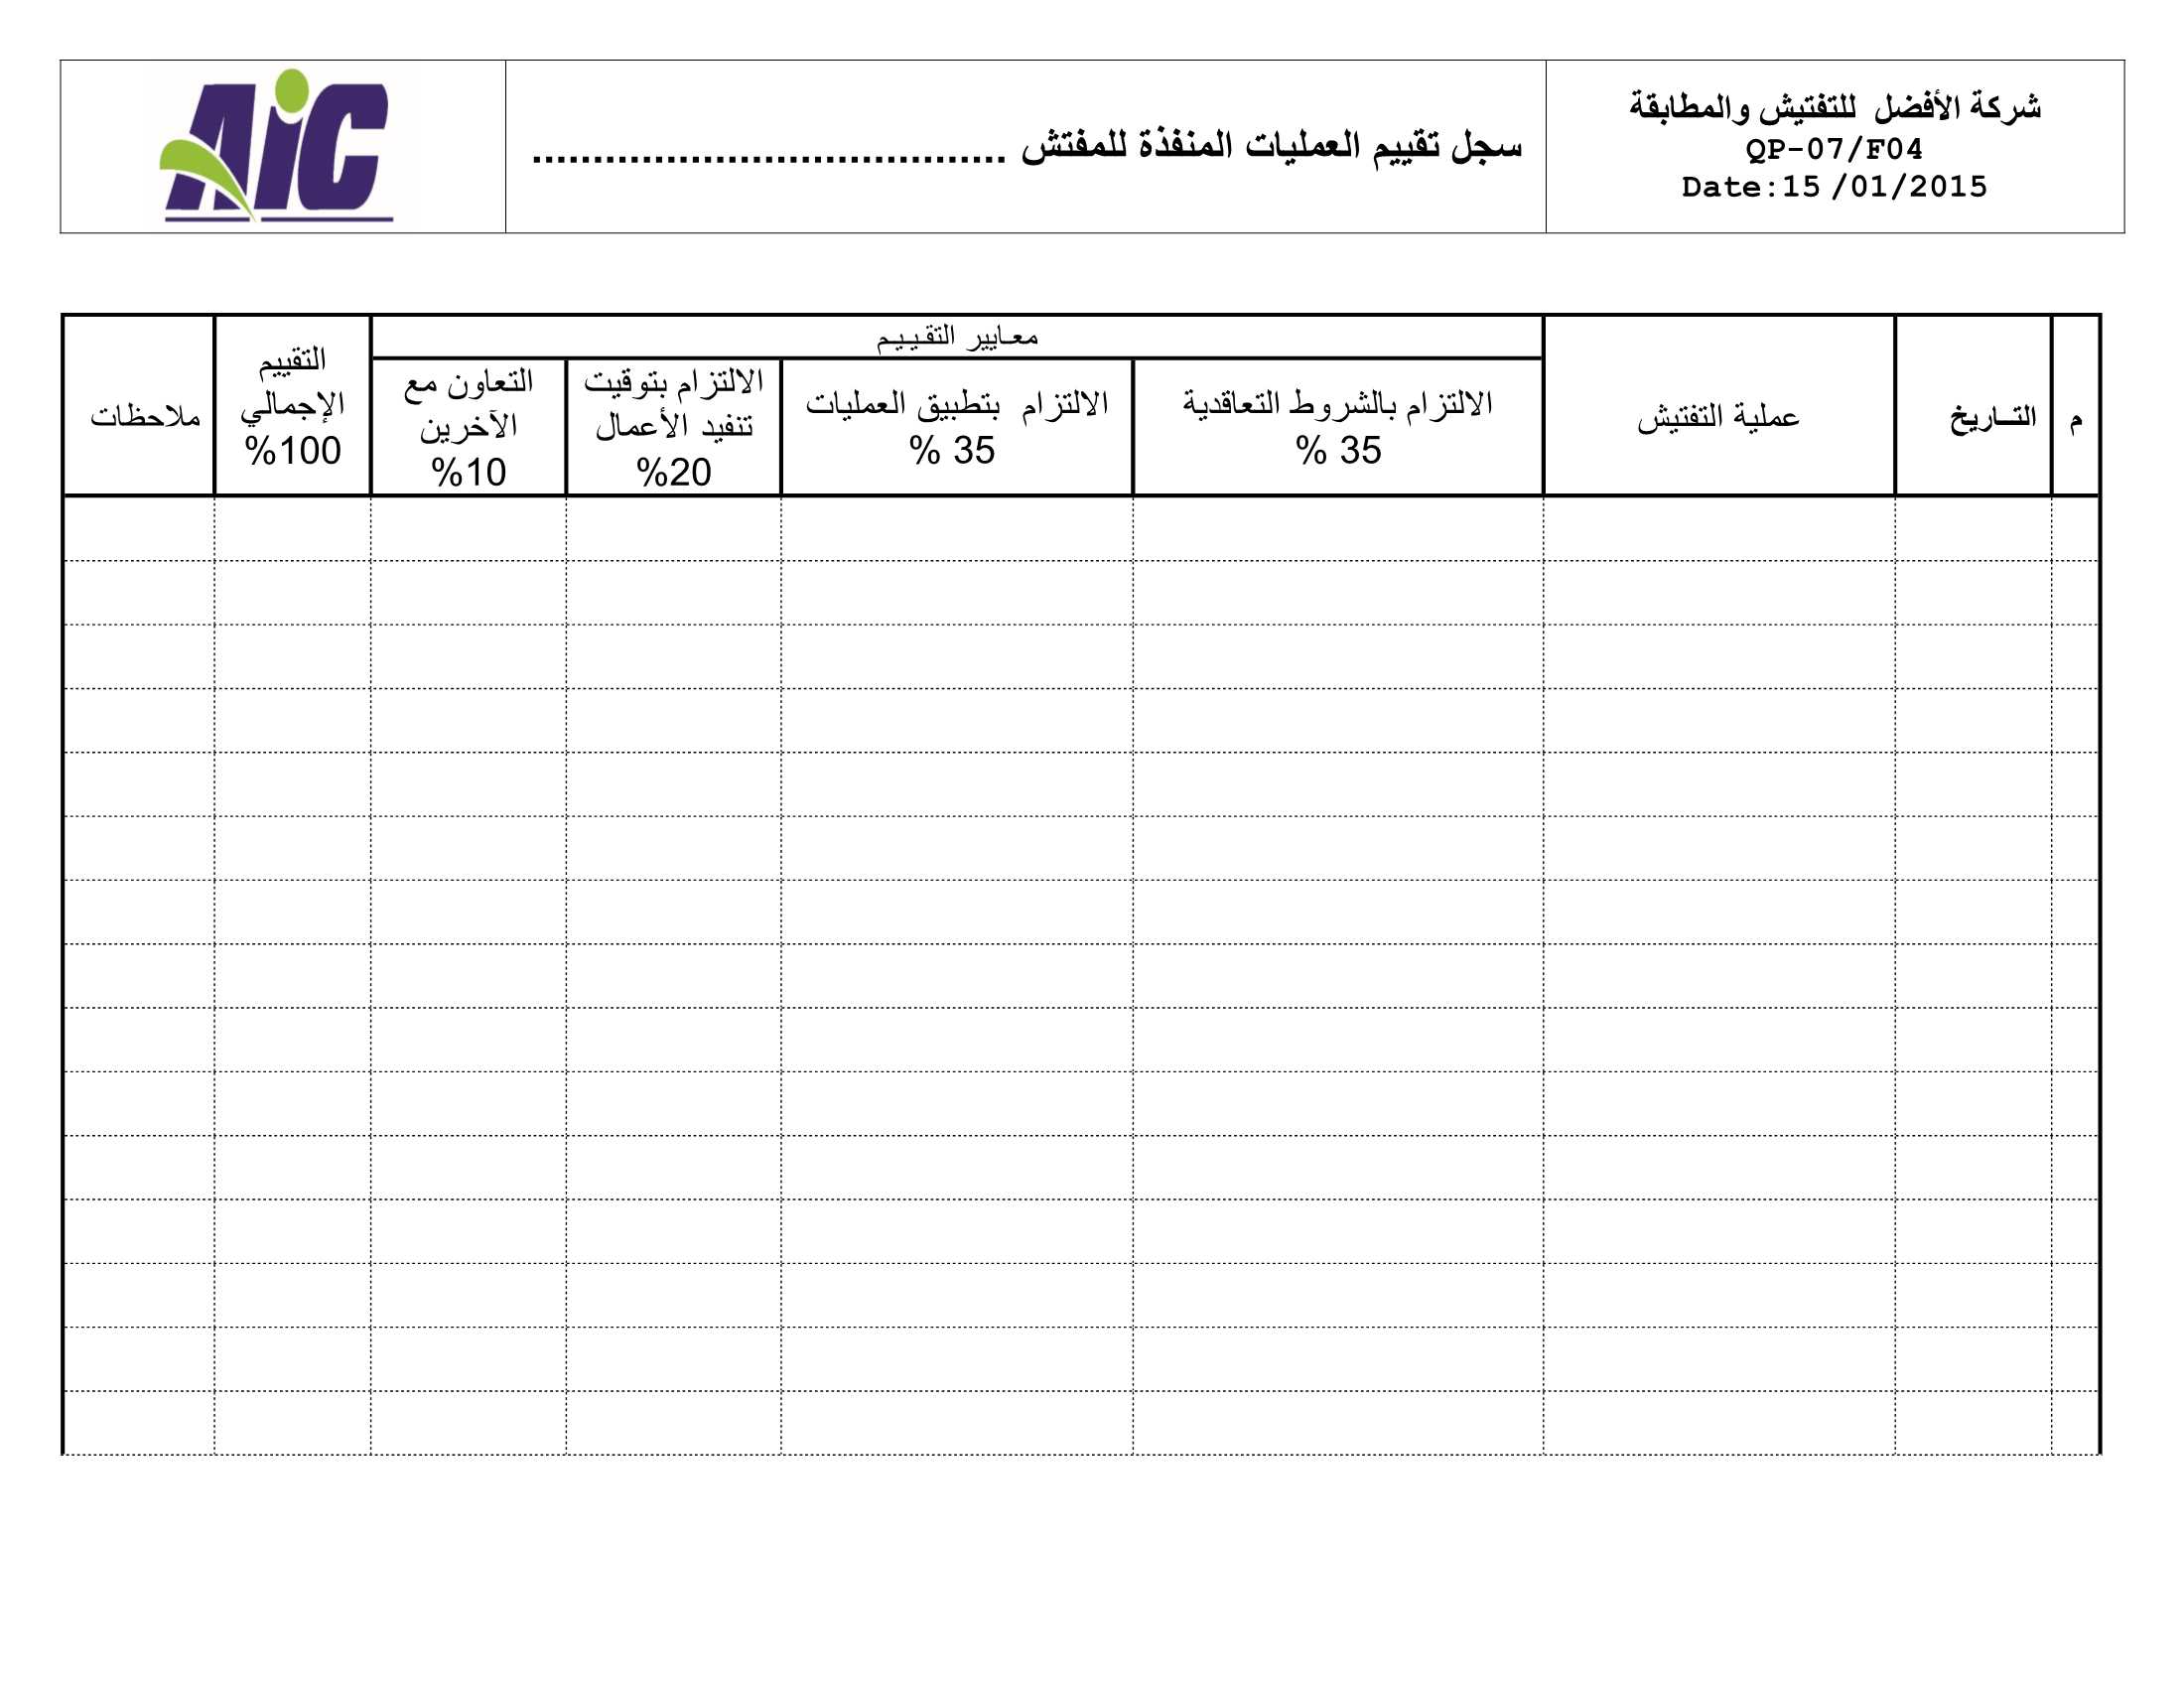 شركة الأفضل للتفتيش والمطابقة
QP-07/F04
Date:15 /01/2015
سجل تقييم العمليات المنفذة للمفتش .......................................
AiC
م
التـاريخ
عملية التفتيش
معـايير التقـيـيـم
الالتزام بالشروط التعاقدية
35 %
الالتزام بتطبيق العمليات
35 %
الالتزام بتوقيت
تنفيد الأعمال
20%
التعاون مع
الآخرين
10%
التقييم
الإجمالي
100%
ملاحظات